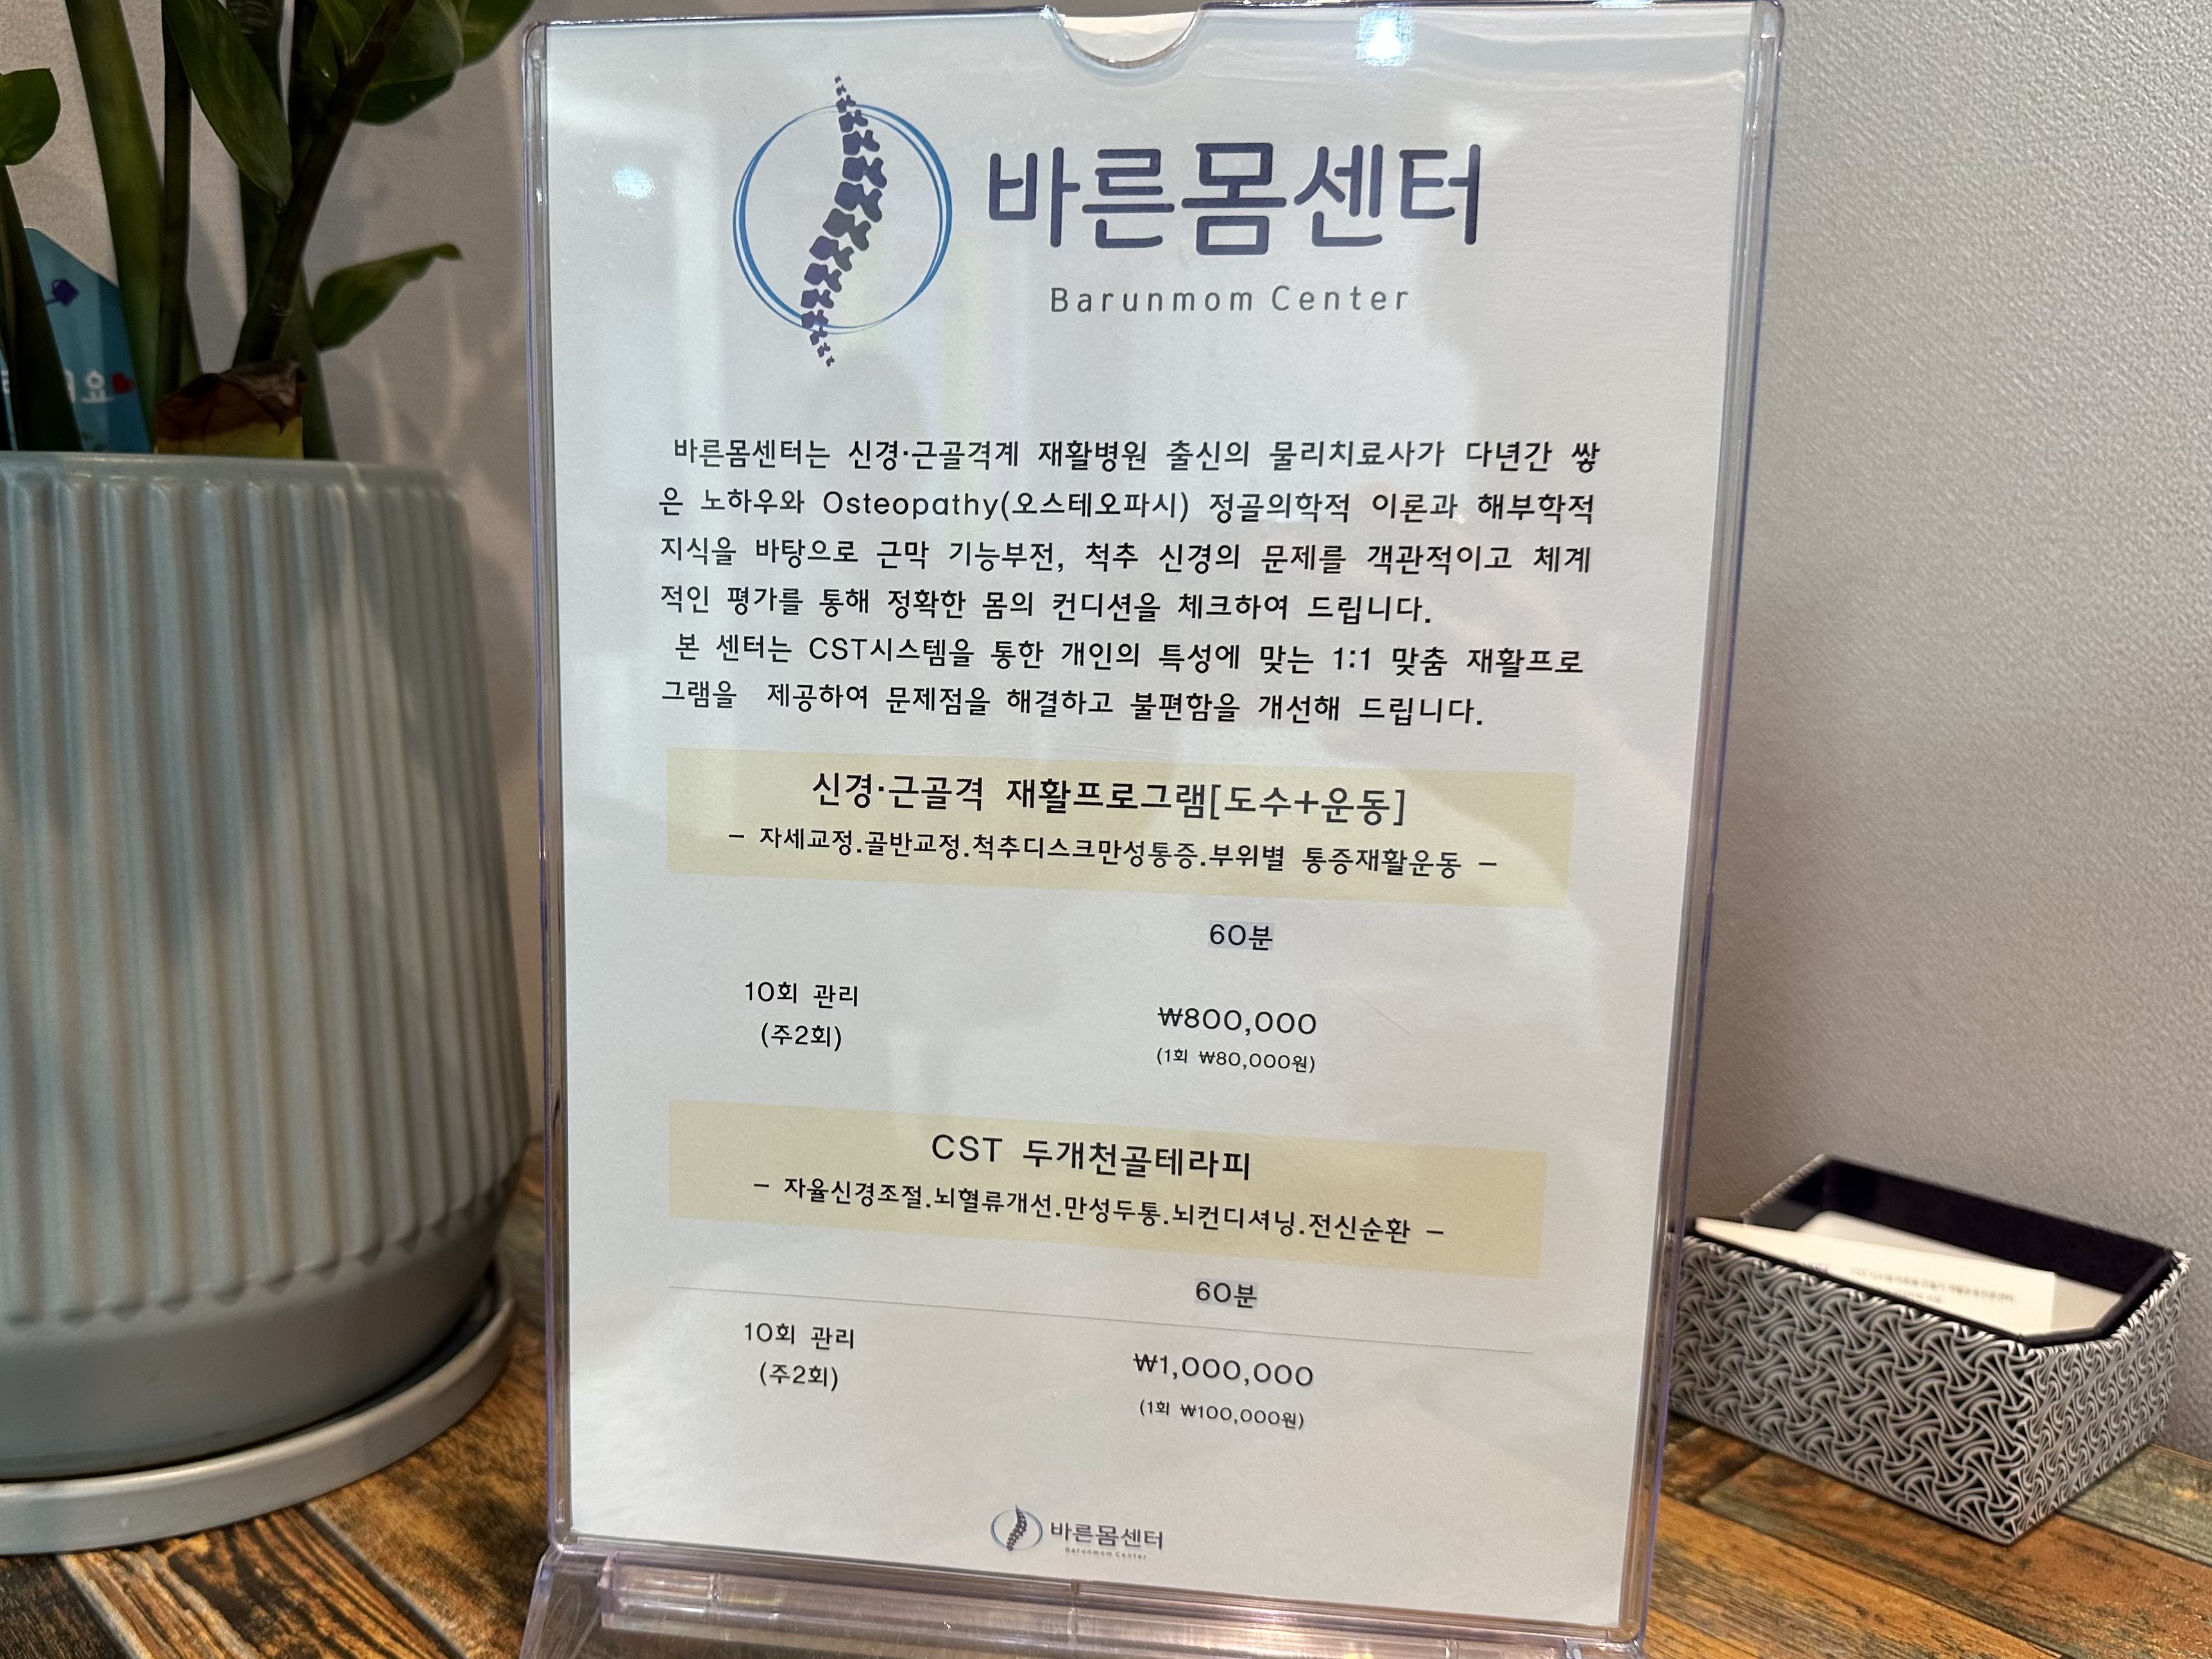 바른몸센터
Barunmom Center
바른몸센터는 신경·근골격계 재활병원 출신의 물리치료사가 다년간 쌓
은 노하우와 Osteopathy(오스테오파시) 정골의학적 이론과 해부학적
지식을 바탕으로 근막 기능부전, 척추 신경의 문제를 객관적이고 체계
적인 평가를 통해 정확한 몸의 컨디션을 체크하여 드립니다.
본 센터는 CST시스템을 통한 개인의 특성에 맞는 1:1 맞춤 재활프로
그램을 제공하여 문제점을 해결하고 불편함을 개선해 드립니다.
신경·근골격 재활프로그램[도수+운동]
- 자세교정.골반교정.척추디스크만성통증.부위별 통증재활운동 -
60분
10회 관리
(주2회)
₩800,000
(1회 ₩80,000원)
CST 두개천골테라피
- 자율신경조절.뇌혈류개선.만성두통.뇌컨디셔닝.전신순환 -
60분
10회 관리
(주2회)
₩1,000,000
(1회 ₩100,000원)
바른몸센터
Barunmom Center
요